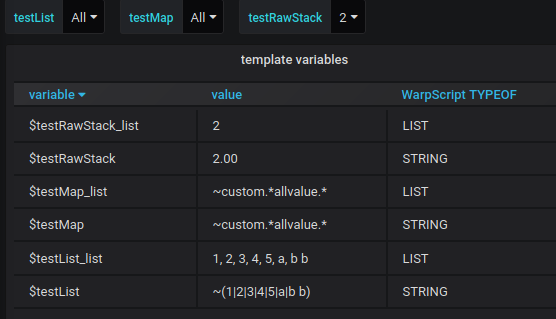 testList All testMap All testRawStack 2
template variables
variable value WarpScript TYPEOF
$testRawStack_list 2 LIST
$testRawStack 2.00 STRING
$testMap_list ~custom.*allvalue.* LIST
$testMap ~custom.*allvalue.* STRING
$testList_list 1, 2, 3, 4, 5, a, b b LIST
$testList ~(1|2|3|4|5|a|b b) STRING